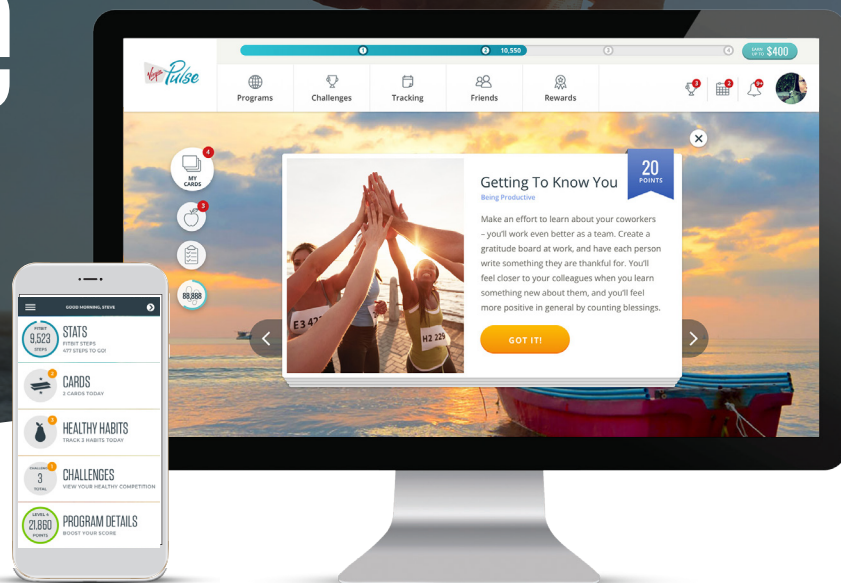 1
2 10,550
3
4
EARN UP TO $400
Virgin Pulse
Programs
Challenges
Tracking
Friends
Rewards
3
2
9+
4
MY
CARDS
3
88,888
20
POINTS
Getting To Know You
Being Productive
Make an effort to learn about your coworkers
– you'll work even better as a team. Create a
gratitude board at work, and have each person
write something they are thankful for. You'll
feel closer to your colleagues when you learn
something new about them, and you'll feel
more positive in general by counting blessings.
GOT IT!
E3 42
H2 229
GOOD MORNING, STEVE
FITBIT
9,523
STEPS
STATS
FITBIT STEPS
477 STEPS TO GO!
2
CARDS
2 CARDS TODAY
3
HEALTHY HABITS
TRACK 3 HABITS TODAY
CHALLENGE
1
3
TOTAL
CHALLENGES
VIEW YOUR HEALTHY COMPETITION
LEVEL 4
21,860
POINTS
PROGRAM DETAILS
BOOST YOUR SCORE